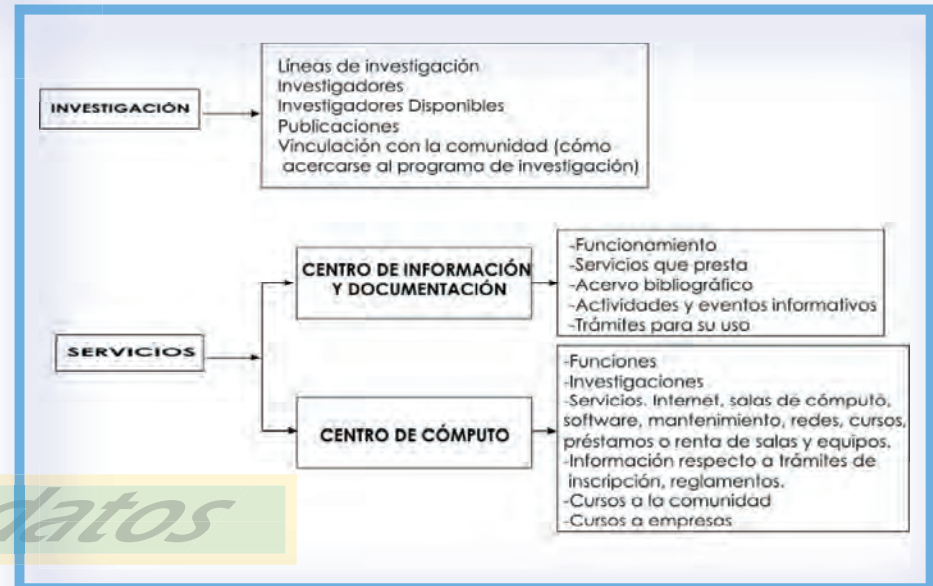 INVESTIGACIÓN
Líneas de investigación
Investigadores
Investigadores Disponibles
Publicaciones
Vinculación con la comunidad (cómo
acercarse al programa de investigación)
SERVICIOS
CENTRO DE INFORMACIÓN
Y DOCUMENTACIÓN
-Funcionamiento
-Servicios que presta
-Acervo bibliográfico
-Actividades y eventos informativos
-Trámites para su uso
CENTRO DE CÓMPUTO
-Funciones
-Investigaciones
-Servicios. Internet, salas de cómputo,
software, mantenimiento, redes, cursos,
préstamos o renta de salas y equipos.
-Información respecto a trámites de
inscripción, reglamentos.
-Cursos a la comunidad
-Cursos a empresas
datos